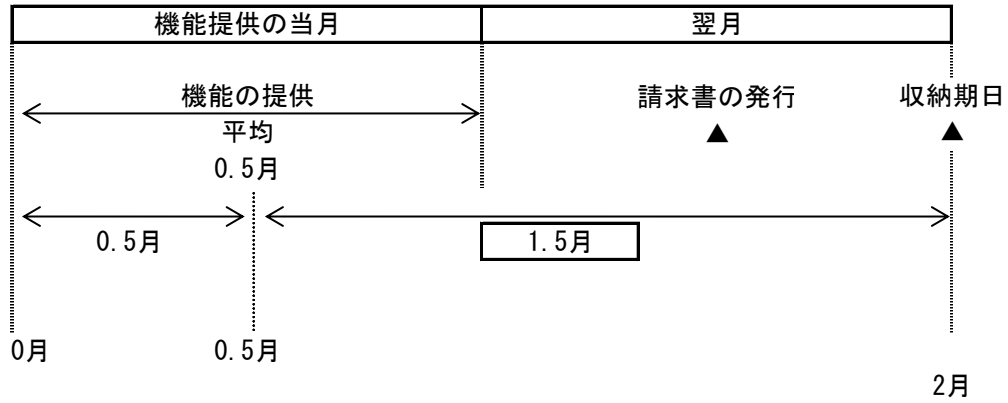 機能提供の当月
翌月
機能の提供
請求書の発行
収納期日
平均
▲
▲
0.5月
0.5月
1.5月
0月
0.5月
2月